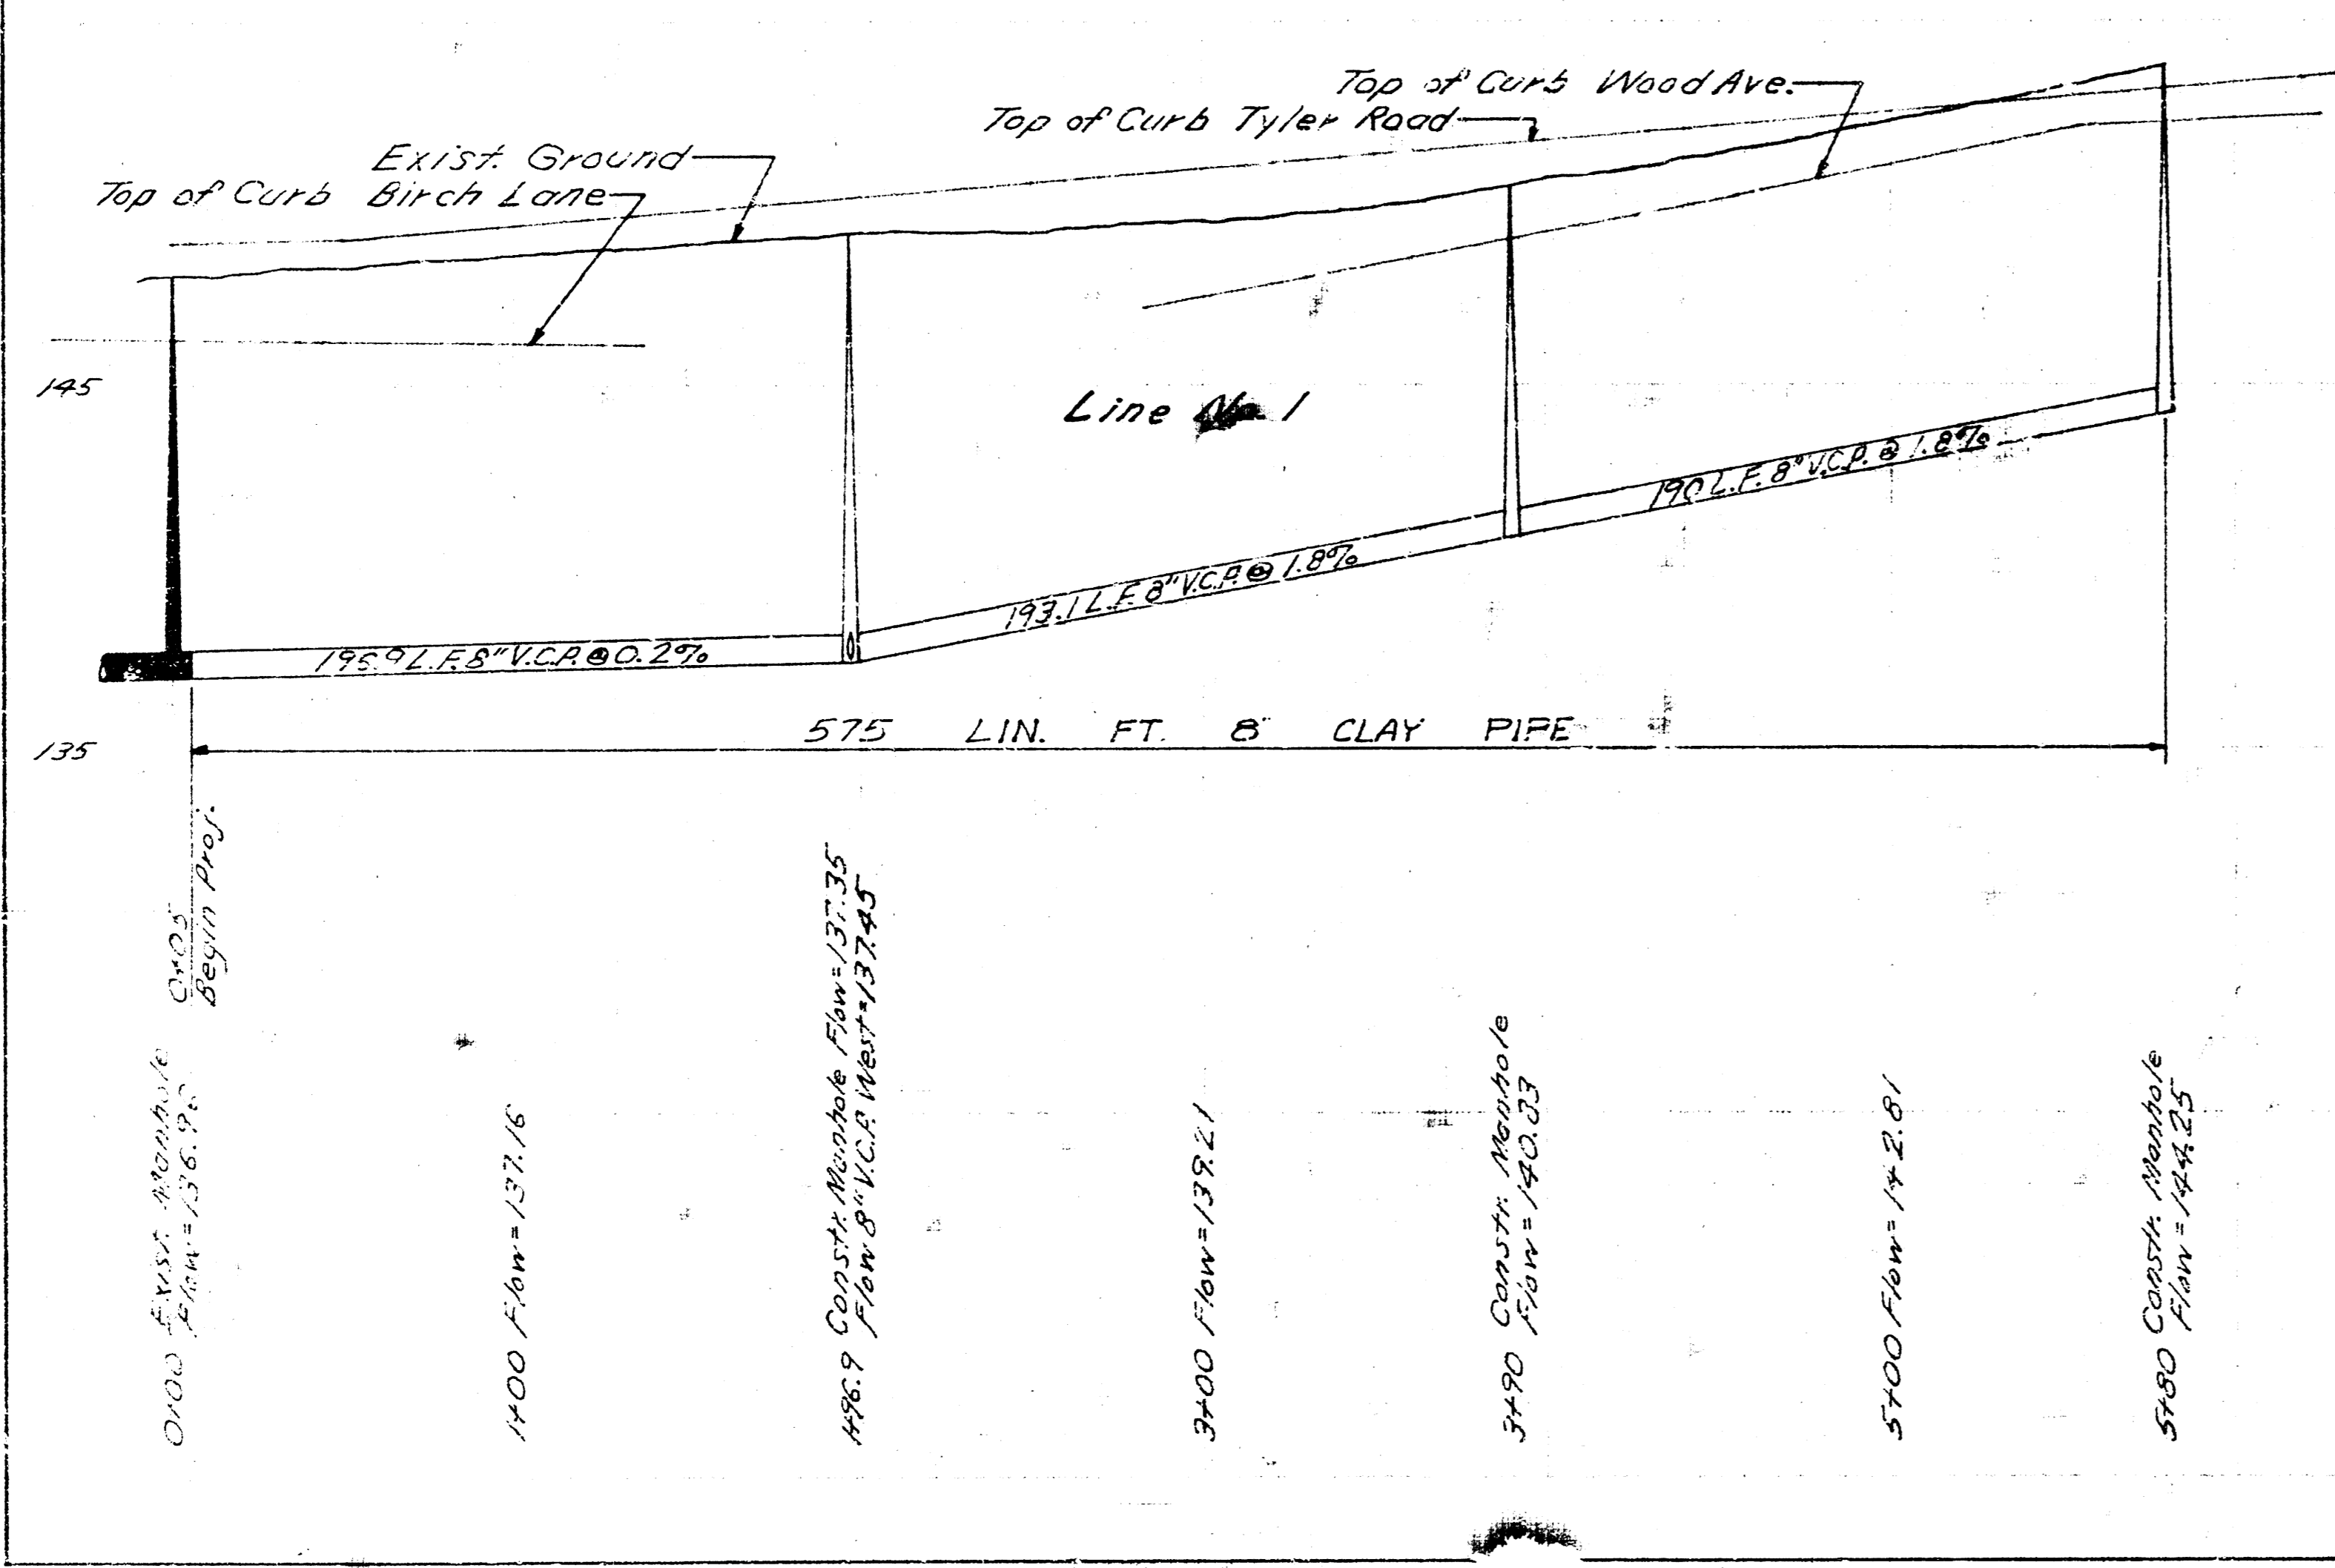 Top of Curb Wood Ave.
Top of Curb Tyler Road
Exist. Ground
Top of Curb Birch Lane
145
Line No. 1
190 L.F. 8" V.C.P. @ 1.8%
193.1 L.F. 8" V.C.P. @ 1.8%
L.F. 8" V.C.P. @ 0.2%
575 LIN. FT. 8" CLAY PIPE
135
0+05
Begin Proj.
0+00 Exist. Manhole
1+00 Flow=137.16
1+96.9 Constr. Manhole Flow=137.35
Flow 8" V.C.P. West=137.45
3+00 Flow=139.21
3+90 Constr. Manhole
Flow=140.83
5+00 Flow=142.81
5+80 Constr. Manhole
Flow=144.25